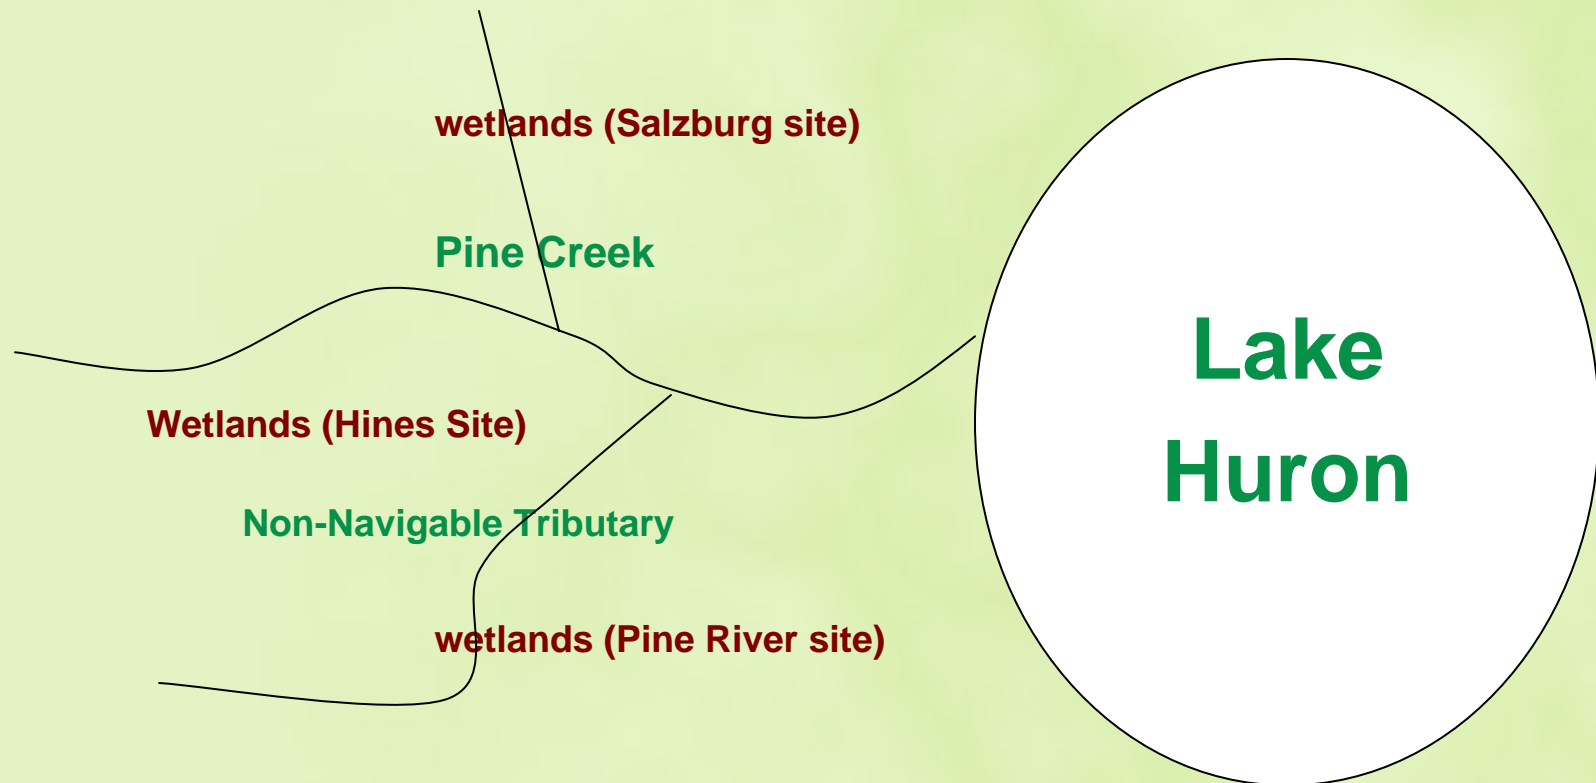 wetlands (Salzburg site)
Pine Creek
Wetlands (Hines Site)
Non-Navigable Tributary
wetlands (Pine River site)
Lake
Huron